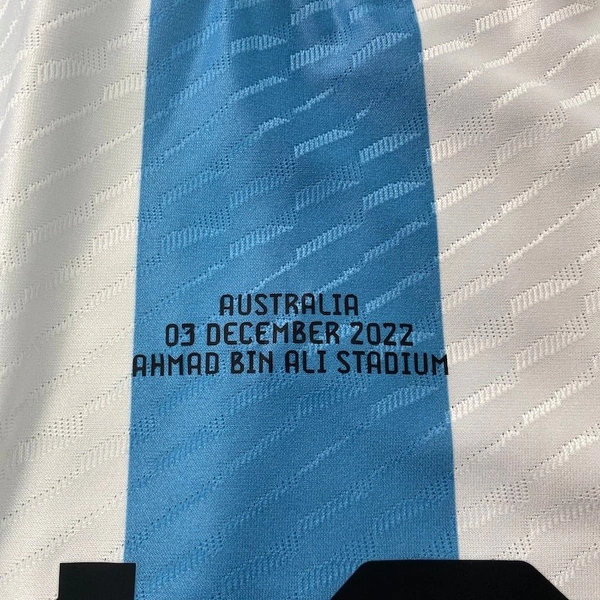 AUSTRALIA
03 DECEMBER 2022
AHMAD BIN ALI STADIUM